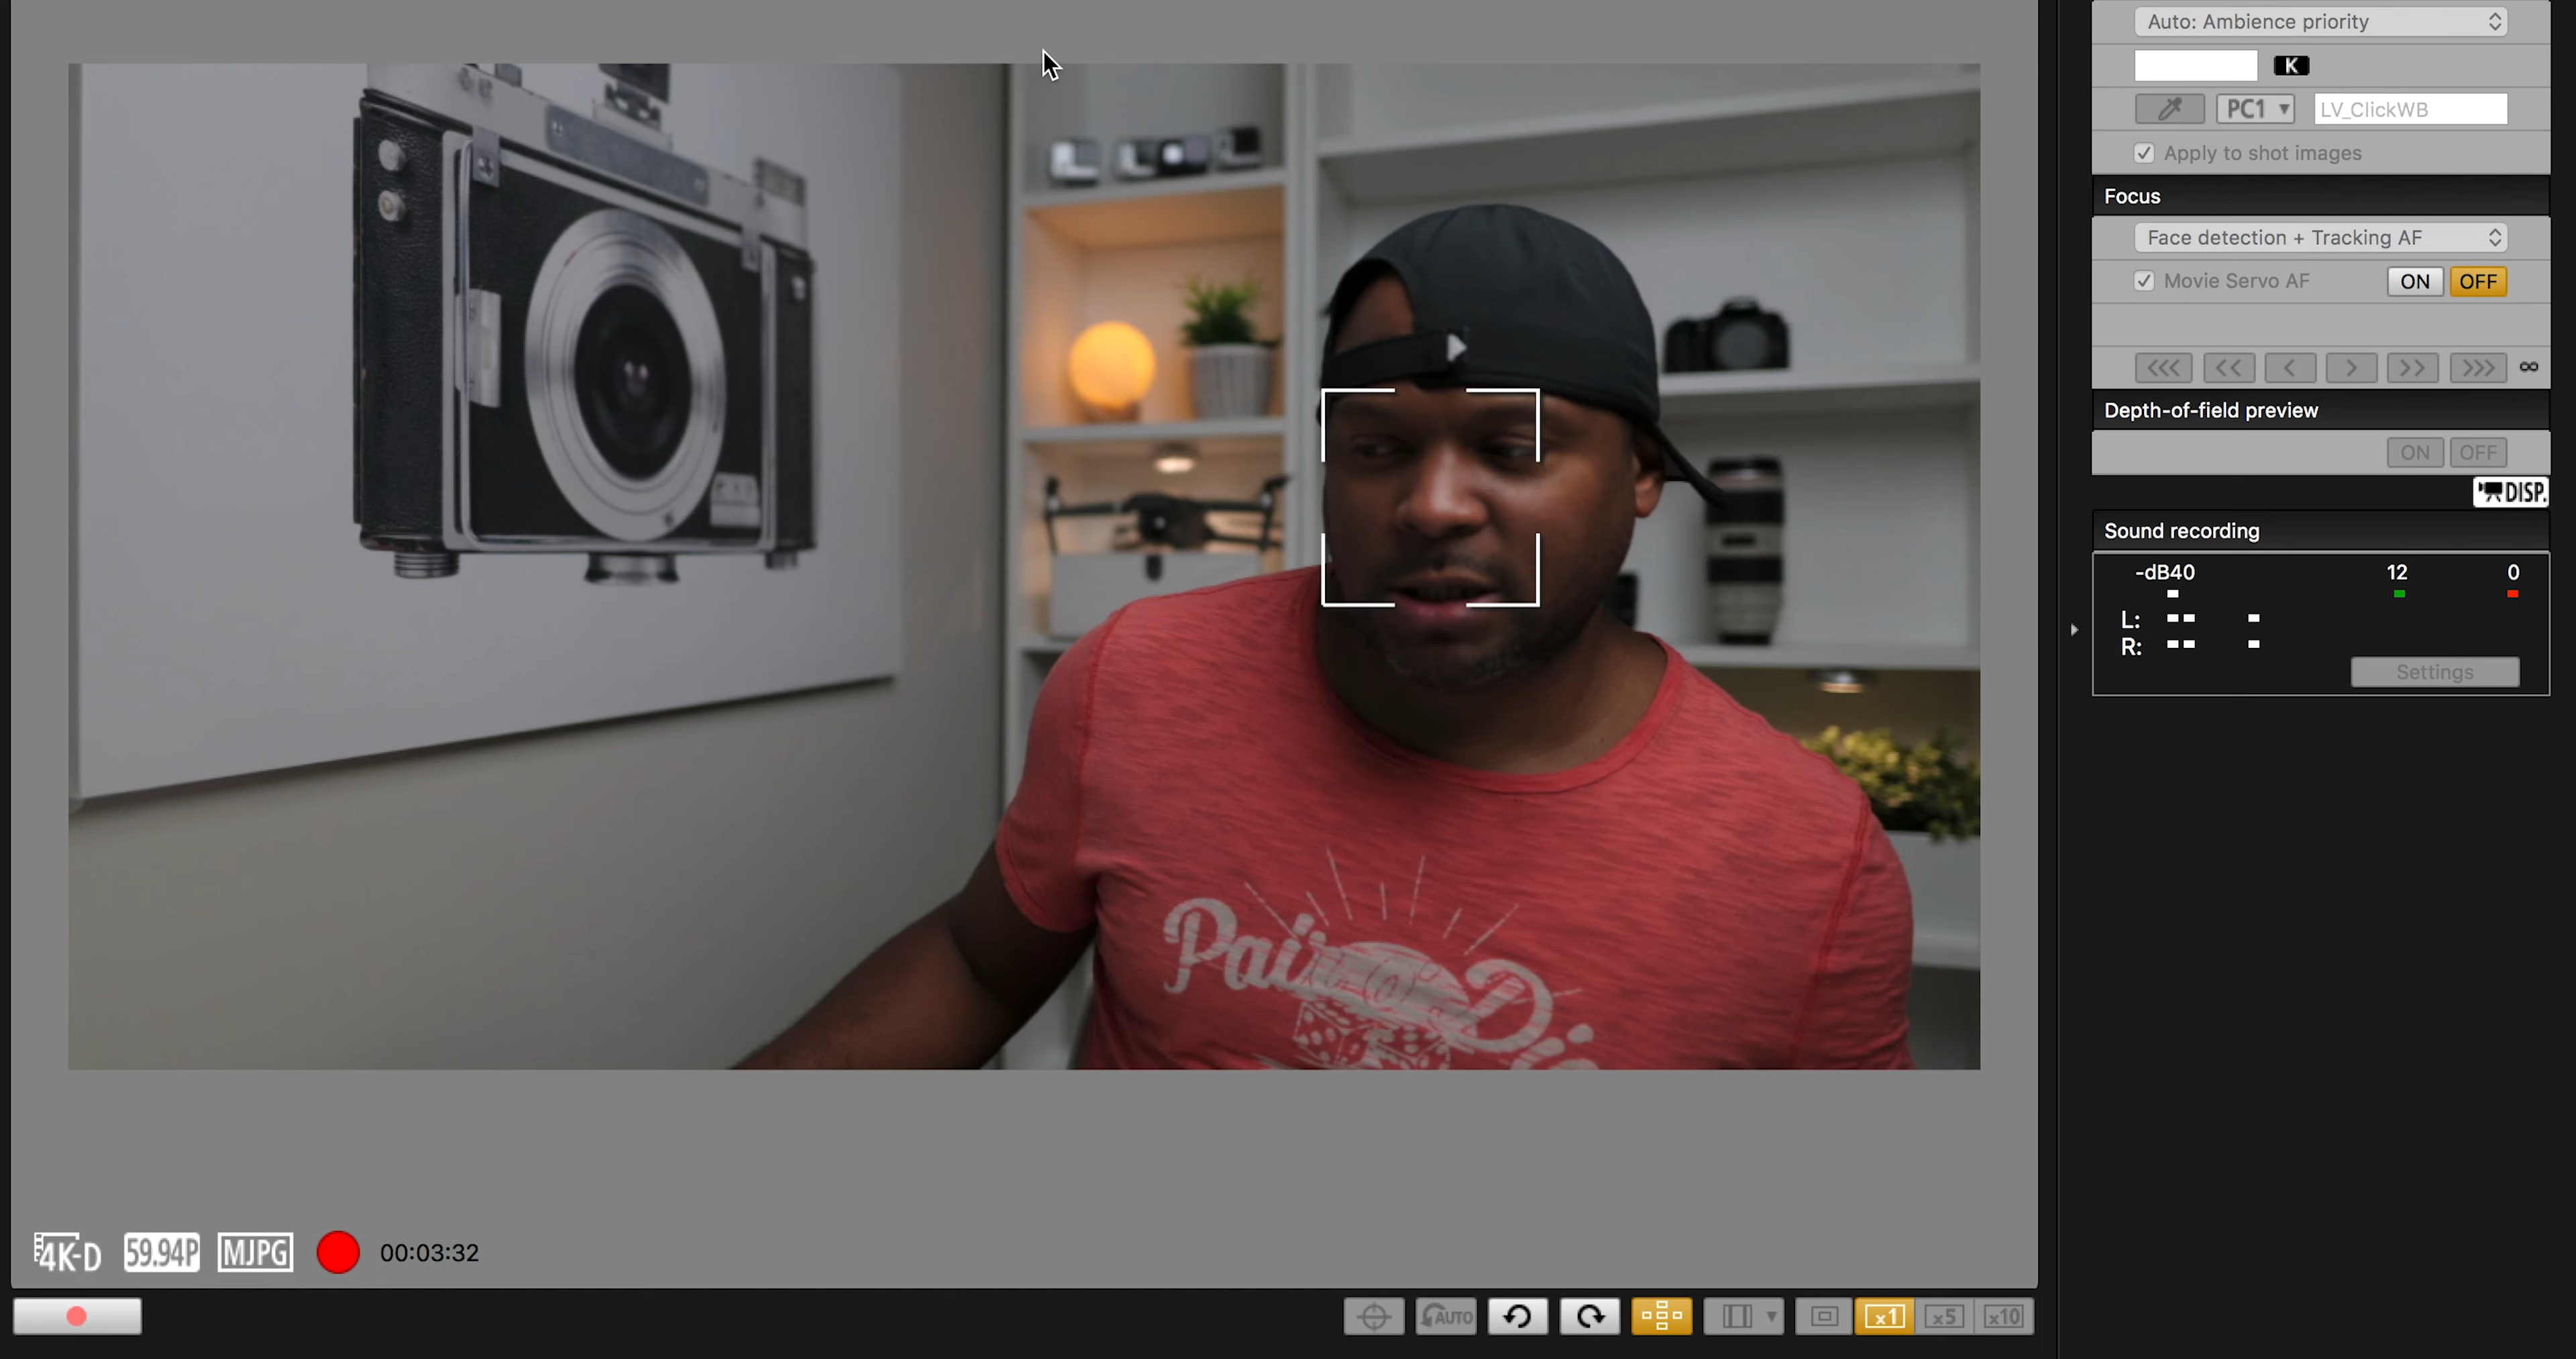 Auto: Ambience priority
K
PC1 LV_ClickWB
Apply to shot images
Focus
Face detection + Tracking AF
Movie Servo AF ON OFF
<<< << < > >> >>> ∞
Depth-of-field preview
ON OFF
DISP.
Sound recording
-dB40 12 0
L:
R:
Settings
Pair O Di
4K-D 59.94P MJPG 00:03:32
AUTO x1 x5 x10